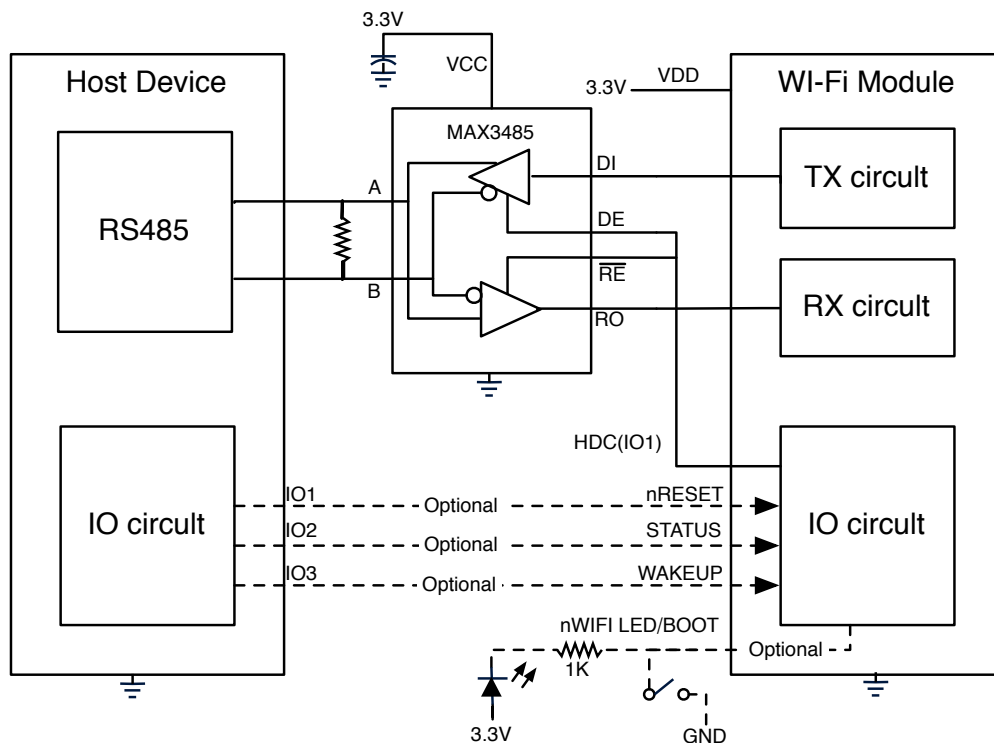 3.3V
VCC
Host Device
3.3V
VDD
WI-Fi Module
MAX3485
RS485
A
B
DI
DE
RE
RO
TX circult
RX circult
HDC(IO1)
IO circult
IO1
Optional
nRESET
IO2
Optional
STATUS
IO3
Optional
WAKEUP
IO circult
nWIFI LED/BOOT
Optional
1K
3.3V
GND